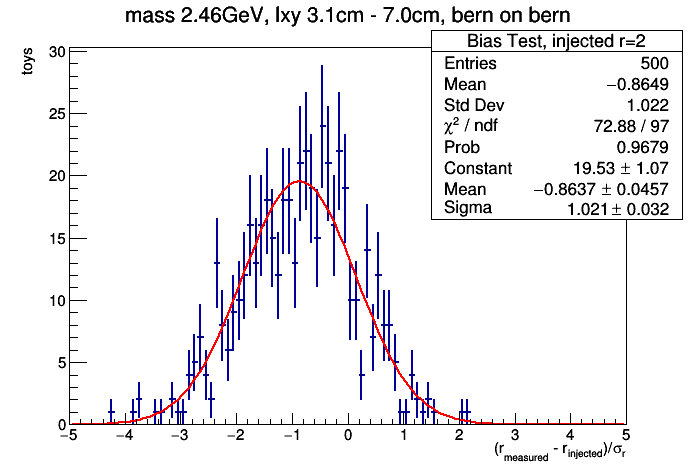 mass 2.46GeV, lxy 3.1cm - 7.0cm, bern on bern
toys
30
25
20
15
10
5
0
Bias Test, injected r=2
Entries 500
Mean −0.8649
Std Dev 1.022
χ² / ndf 72.88 / 97
Prob 0.9679
Constant 19.53 ± 1.07
Mean −0.8637 ± 0.0457
Sigma 1.021 ± 0.032
−5 −4 −3 −2 −1 0 1 2 3 4 5
(r_measured - r_injected)/σ_r